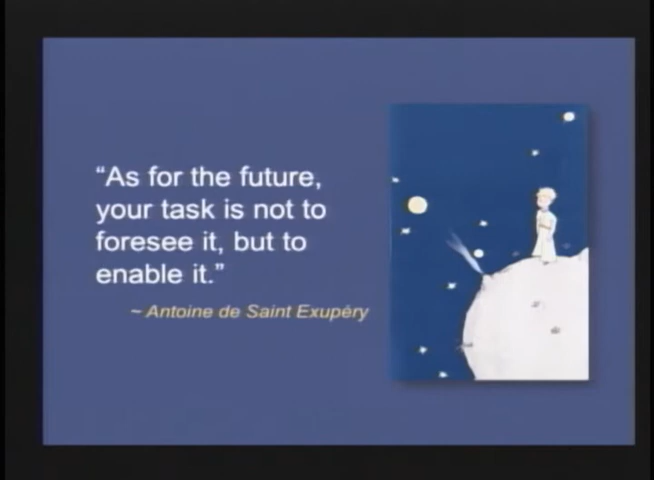 “As for the future,
your task is not to
foresee it, but to
enable it.”
~ Antoine de Saint Exupéry